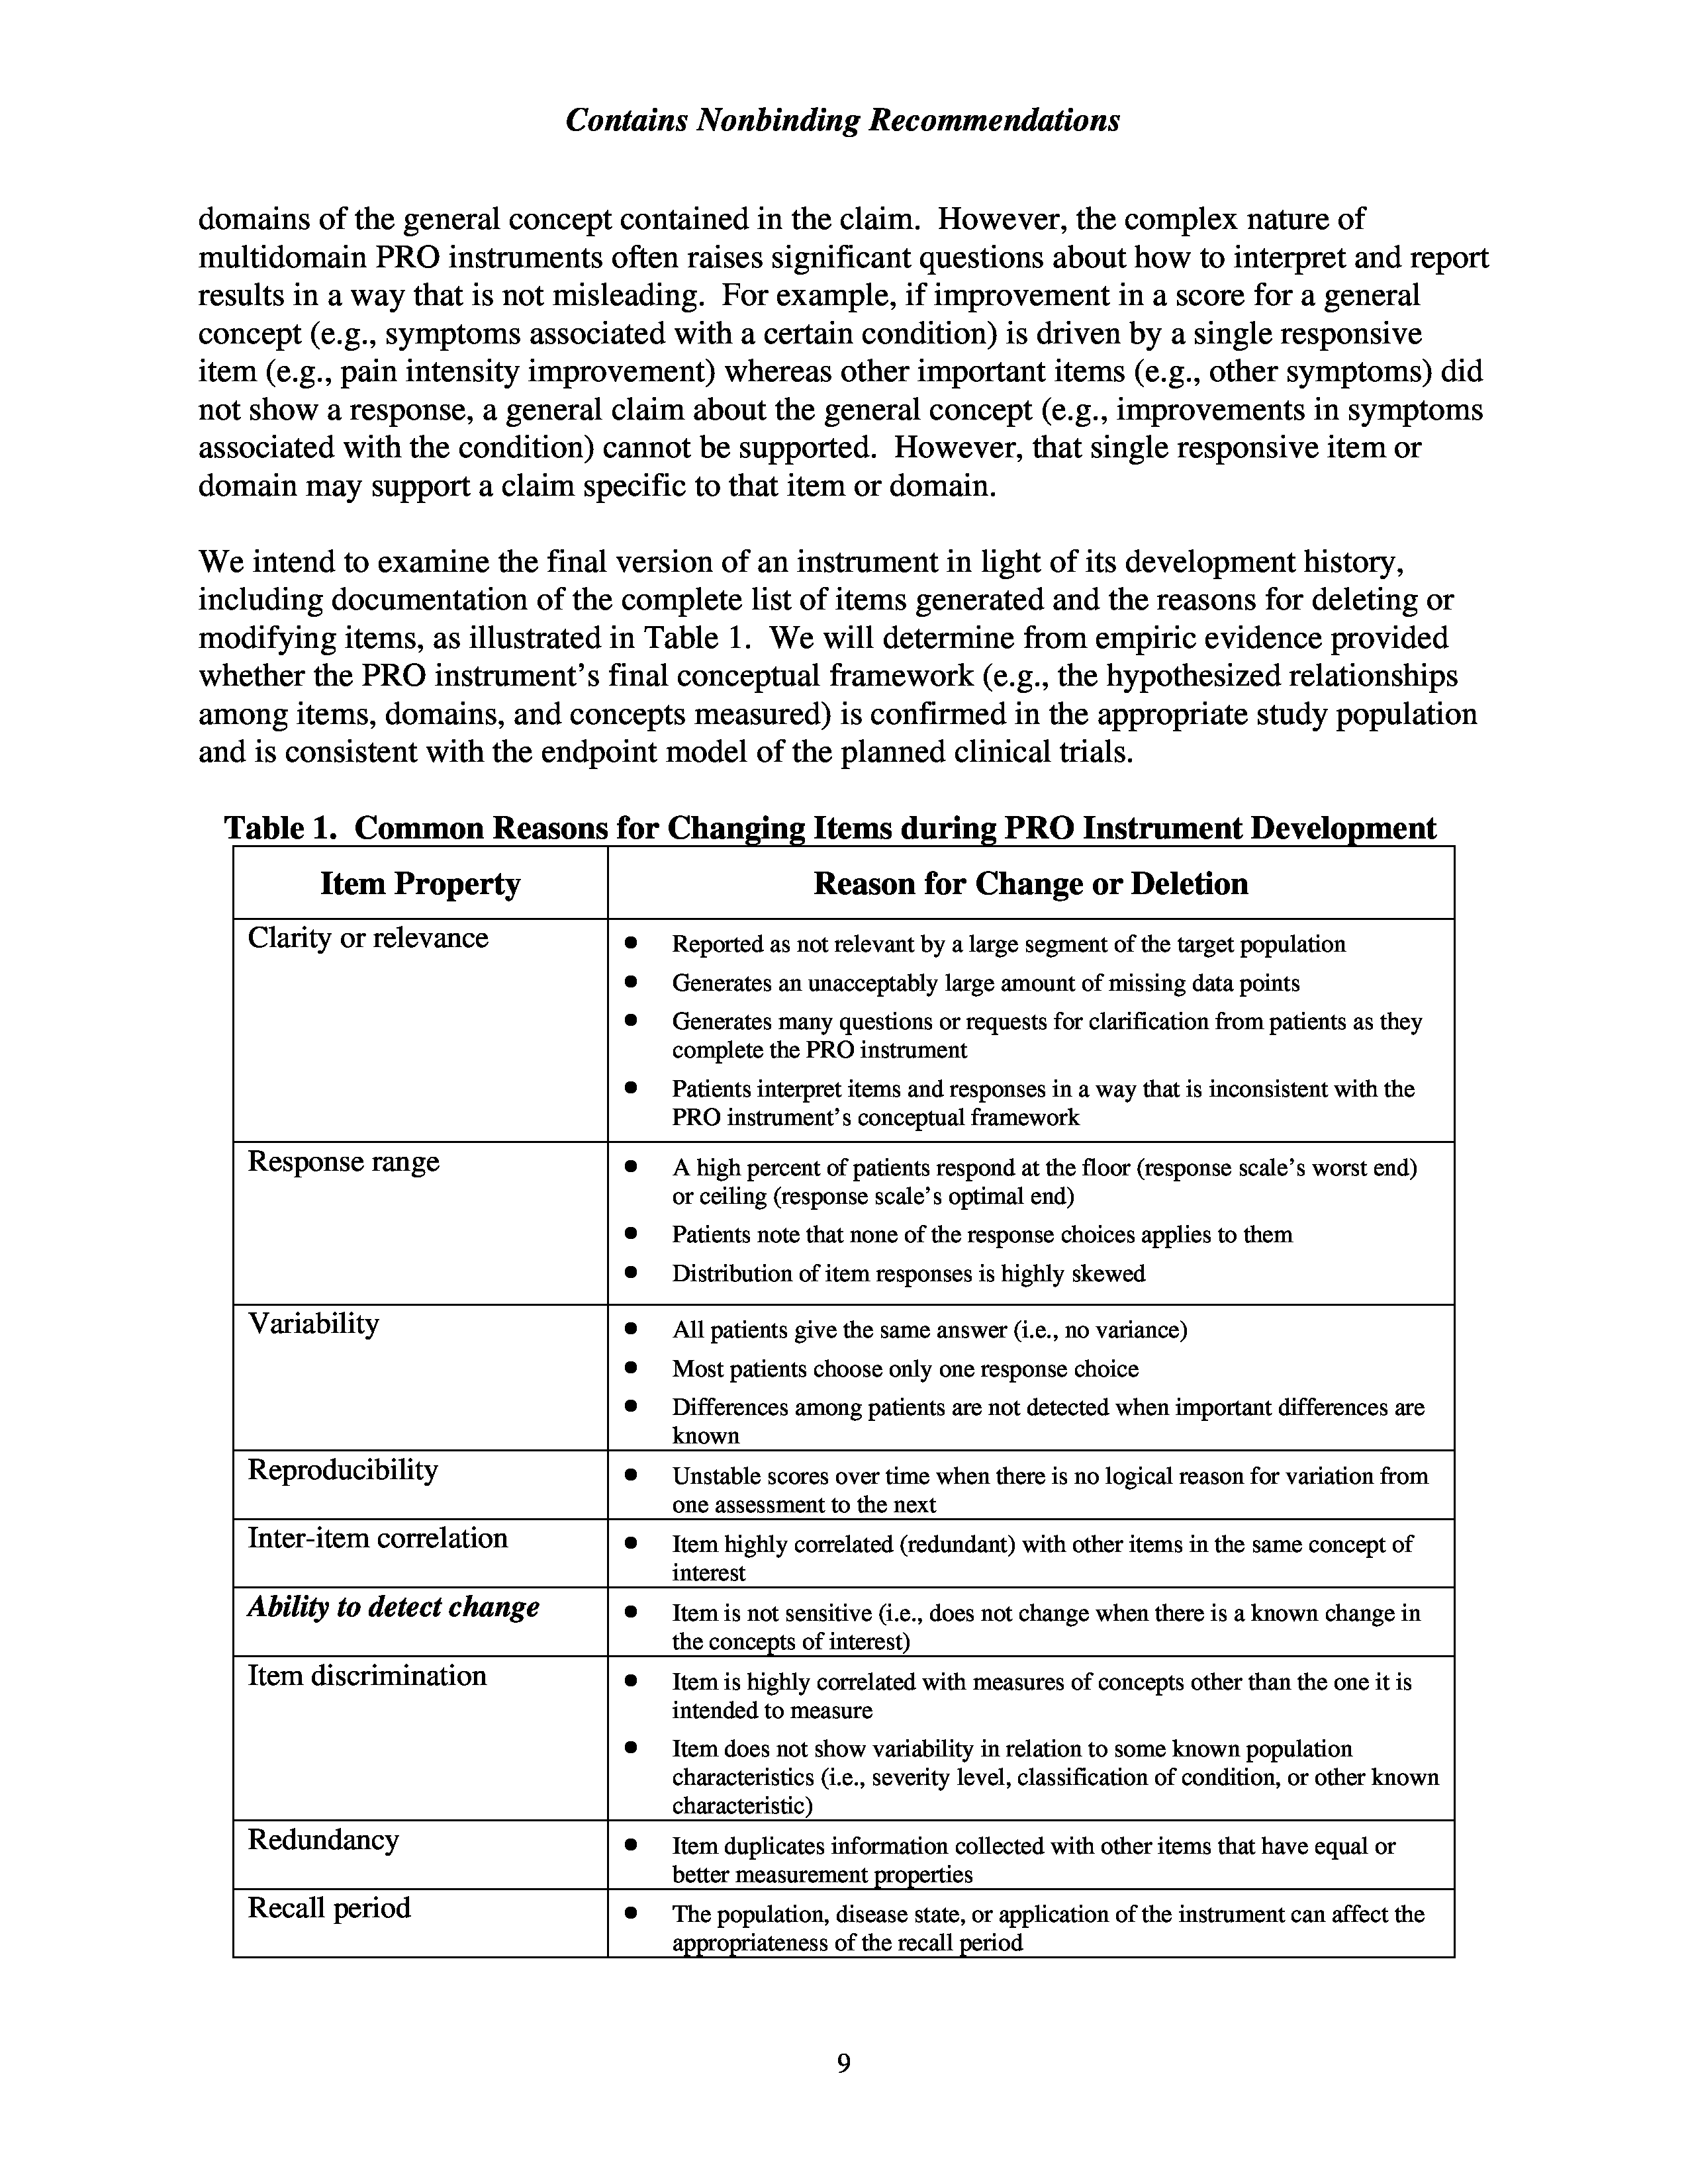 Contains Nonbinding Recommendations
domains of the general concept contained in the claim.  However, the complex nature of
multidomain PRO instruments often raises significant questions about how to interpret and report
results in a way that is not misleading.  For example, if improvement in a score for a general
concept (e.g., symptoms associated with a certain condition) is driven by a single responsive
item (e.g., pain intensity improvement) whereas other important items (e.g., other symptoms) did
not show a response, a general claim about the general concept (e.g., improvements in symptoms
associated with the condition) cannot be supported.  However, that single responsive item or
domain may support a claim specific to that item or domain.
We intend to examine the final version of an instrument in light of its development history,
including documentation of the complete list of items generated and the reasons for deleting or
modifying items, as illustrated in Table 1.  We will determine from empiric evidence provided
whether the PRO instrument’s final conceptual framework (e.g., the hypothesized relationships
among items, domains, and concepts measured) is confirmed in the appropriate study population
and is consistent with the endpoint model of the planned clinical trials.
Table 1.  Common Reasons for Changing Items during PRO Instrument Development
Item Property
Reason for Change or Deletion
Clarity or relevance
● Reported as not relevant by a large segment of the target population
● Generates an unacceptably large amount of missing data points
● Generates many questions or requests for clarification from patients as they
complete the PRO instrument
● Patients interpret items and responses in a way that is inconsistent with the
PRO instrument’s conceptual framework
Response range
● A high percent of patients respond at the floor (response scale’s worst end)
or ceiling (response scale’s optimal end)
● Patients note that none of the response choices applies to them
● Distribution of item responses is highly skewed
Variability
● All patients give the same answer (i.e., no variance)
● Most patients choose only one response choice
● Differences among patients are not detected when important differences are
known
Reproducibility
● Unstable scores over time when there is no logical reason for variation from
one assessment to the next
Inter-item correlation
● Item highly correlated (redundant) with other items in the same concept of
interest
Ability to detect change
● Item is not sensitive (i.e., does not change when there is a known change in
the concepts of interest)
Item discrimination
● Item is highly correlated with measures of concepts other than the one it is
intended to measure
● Item does not show variability in relation to some known population
characteristics (i.e., severity level, classification of condition, or other known
characteristic)
Redundancy
● Item duplicates information collected with other items that have equal or
better measurement properties
Recall period
● The population, disease state, or application of the instrument can affect the
appropriateness of the recall period
9